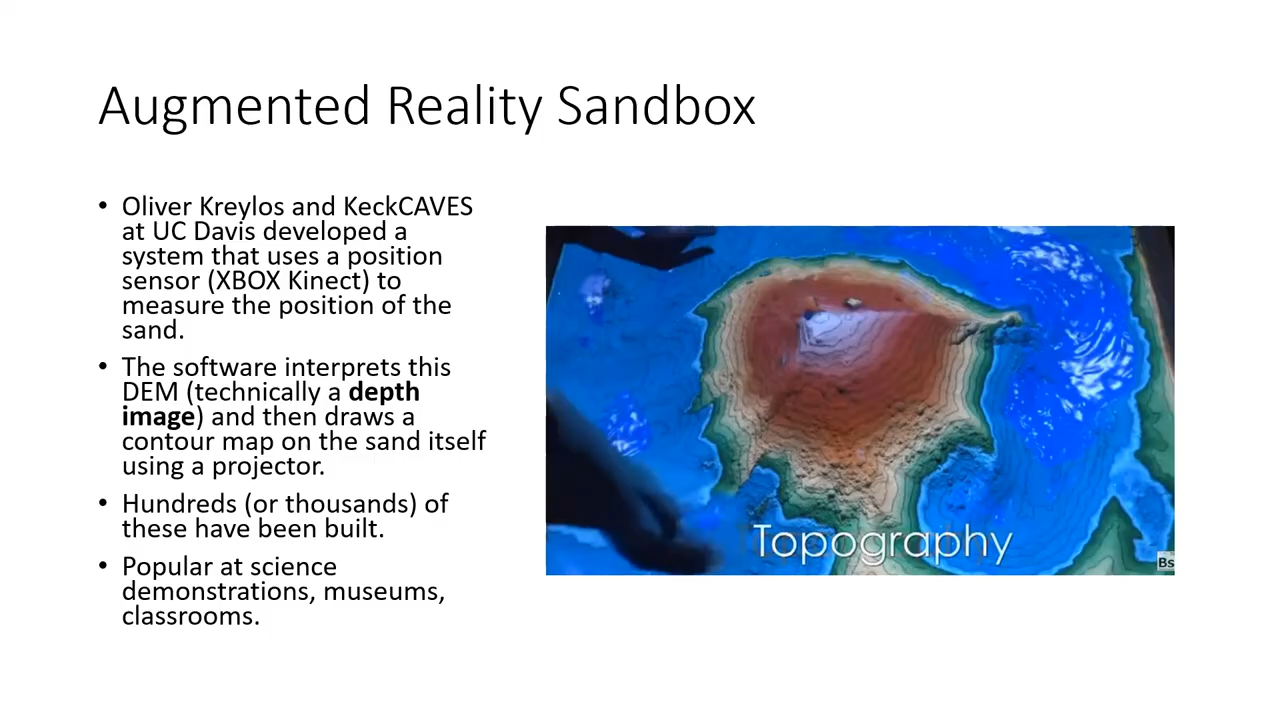 Augmented Reality Sandbox
• Oliver Kreylos and KeckCAVES
at UC Davis developed a
system that uses a position
sensor (XBOX Kinect) to
measure the position of the
sand.
• The software interprets this
DEM (technically a depth
image) and then draws a
contour map on the sand itself
using a projector.
• Hundreds (or thousands) of
these have been built.
• Popular at science
demonstrations, museums,
classrooms.
Topography
Bs